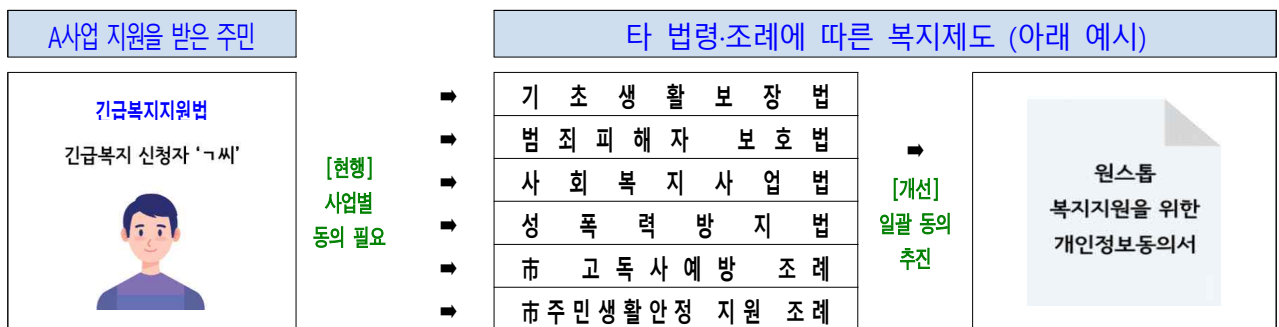 A사업 지원을 받은 주민
타 법령·조례에 따른 복지제도 (아래 예시)
긴급복지지원법
긴급복지 신청자 ‘ㄱ씨’
[현행]
사업별
동의 필요
➡ 기초생활보장법
➡ 범죄피해자 보호법
➡ 사회복지사업법
➡ 성폭력방지법
➡ 市 고독사예방 조례
➡ 市주민생활안정 지원 조례
➡
[개선]
일괄 동의
추진
원스톱
복지지원을 위한
개인정보동의서